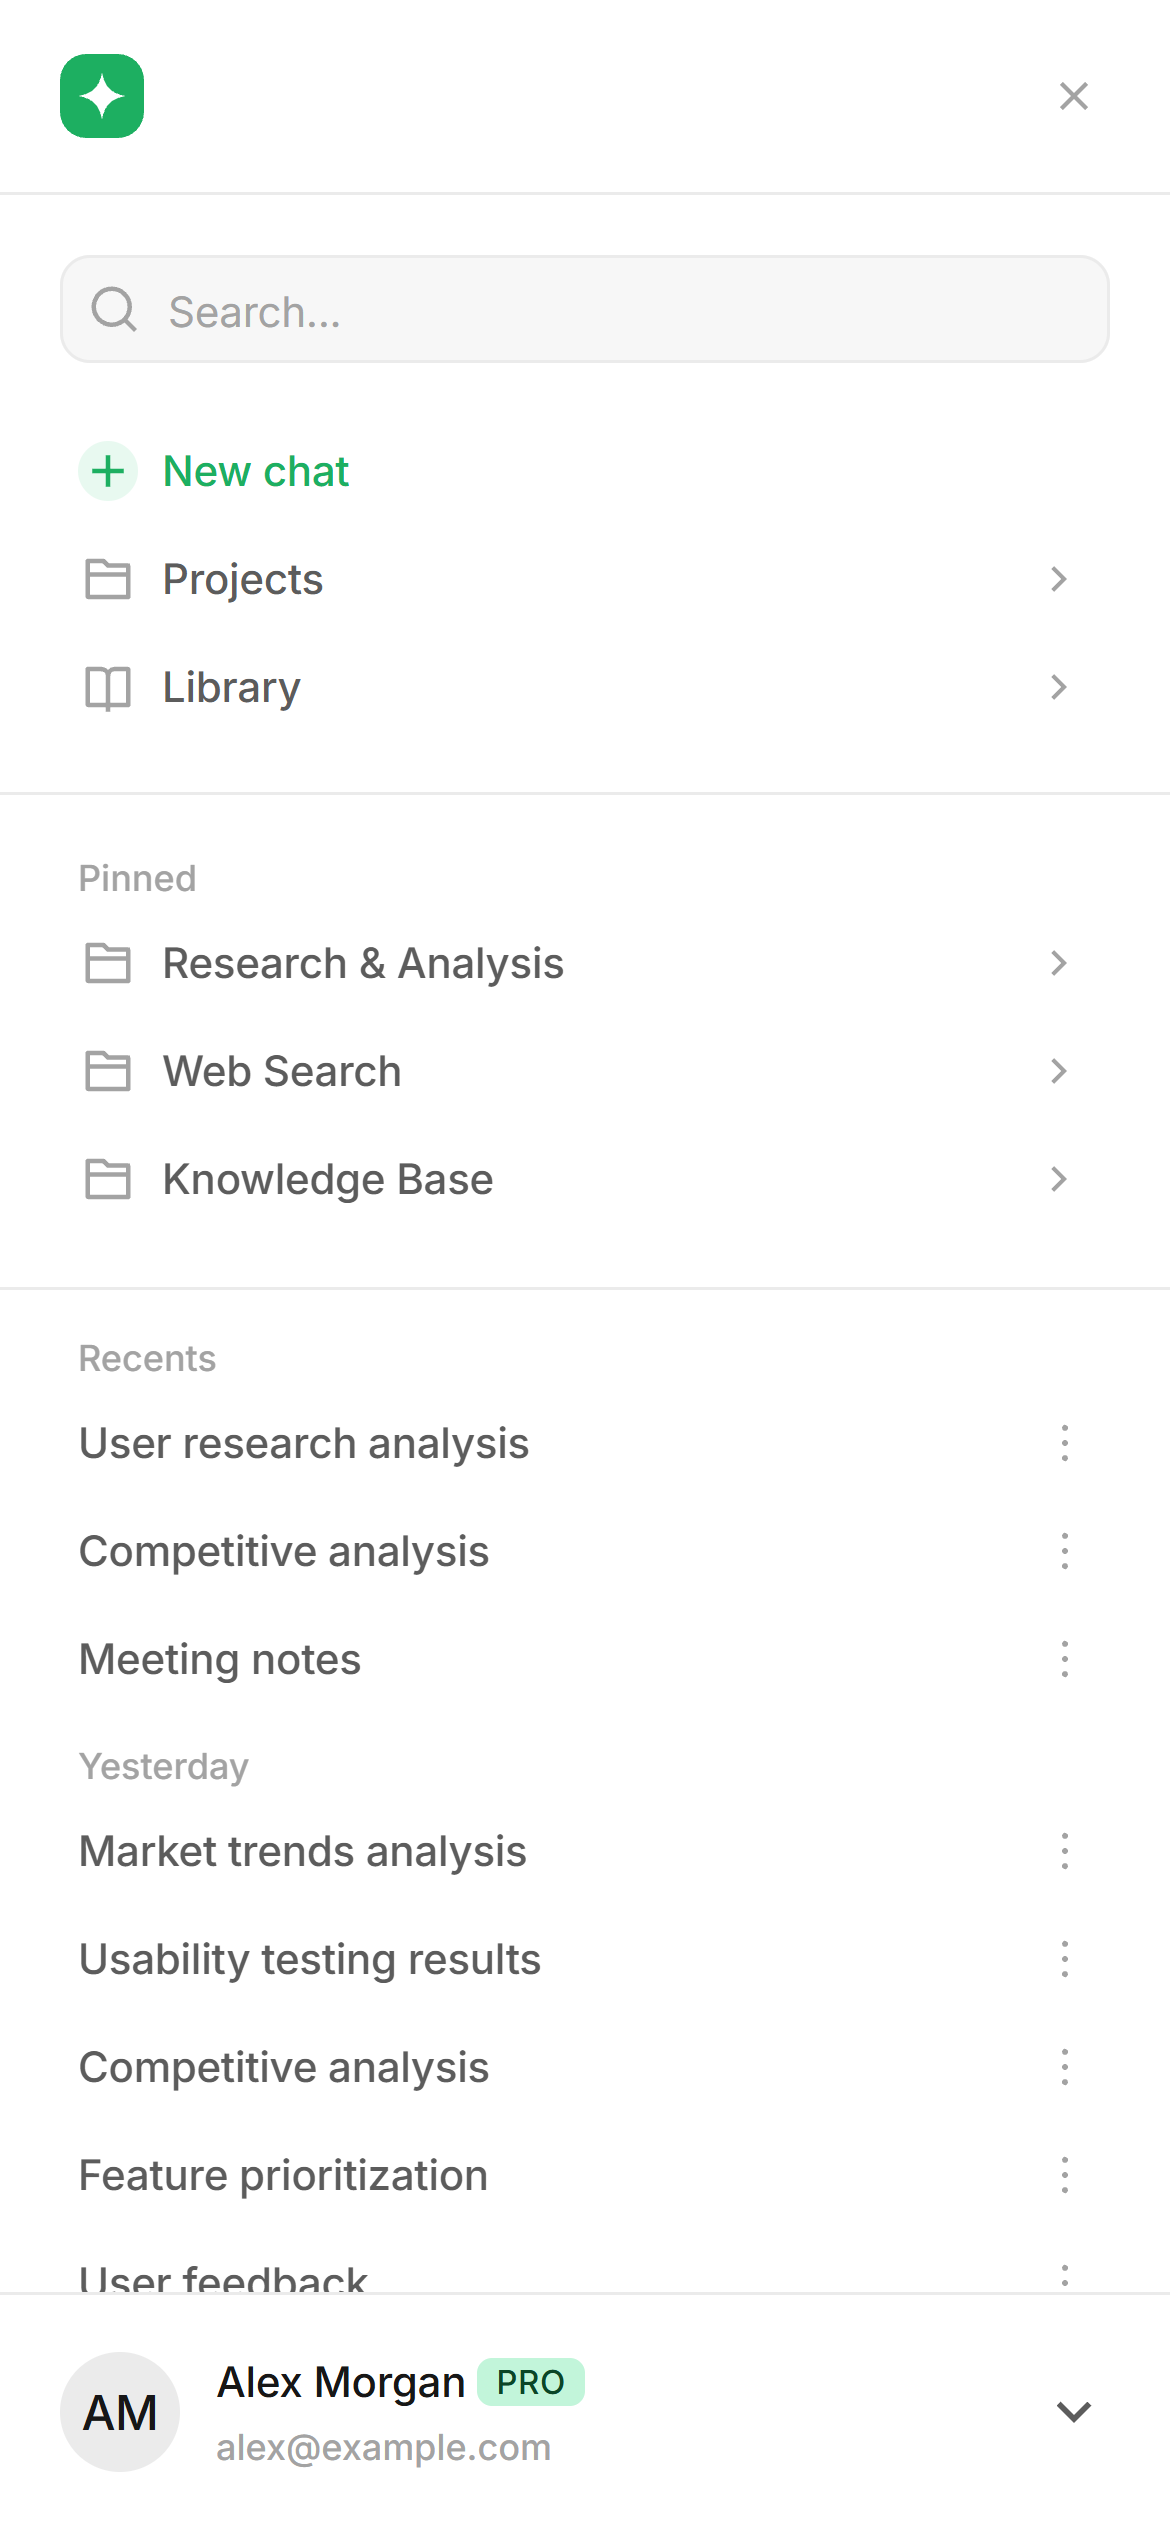 Search...
New chat
Projects
Library
Pinned
Research & Analysis
Web Search
Knowledge Base
Recents
User research analysis
Competitive analysis
Meeting notes
Yesterday
Market trends analysis
Usability testing results
Competitive analysis
Feature prioritization
User feedback
AM
Alex Morgan PRO
alex@example.com